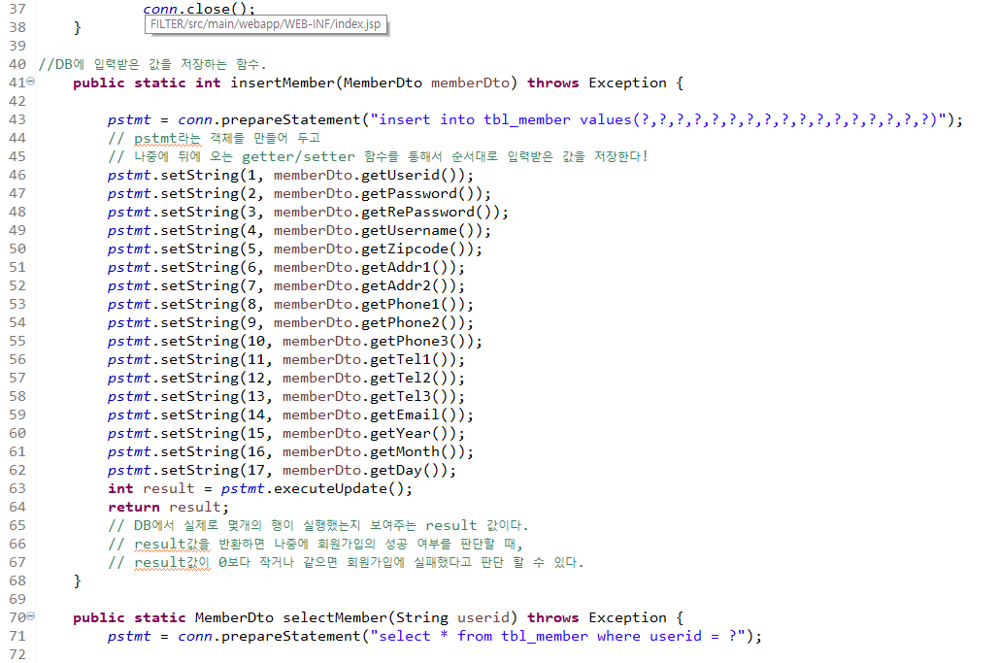 37 conn.close();
FILTER/src/main/webapp/WEB-INF/index.jsp
38 }
39
40 //DB에 입력받은 값을 저장하는 함수.
41 public static int insertMember(MemberDto memberDto) throws Exception {
42
43 pstmt = conn.prepareStatement("insert into tbl_member values(?,?,?,?,?,?,?,?,?,?,?,?,?,?,?,?,?)");
44 // pstmt라는 객체를 만들어 두고
45 // 나중에 뒤에 오는 getter/setter 함수를 통해서 순서대로 입력받은 값을 저장한다!
46 pstmt.setString(1, memberDto.getUserid());
47 pstmt.setString(2, memberDto.getPassword());
48 pstmt.setString(3, memberDto.getRePassword());
49 pstmt.setString(4, memberDto.getUsername());
50 pstmt.setString(5, memberDto.getZipcode());
51 pstmt.setString(6, memberDto.getAddr1());
52 pstmt.setString(7, memberDto.getAddr2());
53 pstmt.setString(8, memberDto.getPhone1());
54 pstmt.setString(9, memberDto.getPhone2());
55 pstmt.setString(10, memberDto.getPhone3());
56 pstmt.setString(11, memberDto.getTel1());
57 pstmt.setString(12, memberDto.getTel2());
58 pstmt.setString(13, memberDto.getTel3());
59 pstmt.setString(14, memberDto.getEmail());
60 pstmt.setString(15, memberDto.getYear());
61 pstmt.setString(16, memberDto.getMonth());
62 pstmt.setString(17, memberDto.getDay());
63 int result = pstmt.executeUpdate();
64 return result;
65 // DB에서 실제로 몇개의 행이 실행했는지 보여주는 result 값이다.
66 // result값을 반환하면 나중에 회원가입의 성공 여부를 판단할 때,
67 // result값이 0보다 작거나 같으면 회원가입에 실패했다고 판단 할 수 있다.
68 }
69
70 public static MemberDto selectMember(String userid) throws Exception {
71 pstmt = conn.prepareStatement("select * from tbl_member where userid = ?");
72